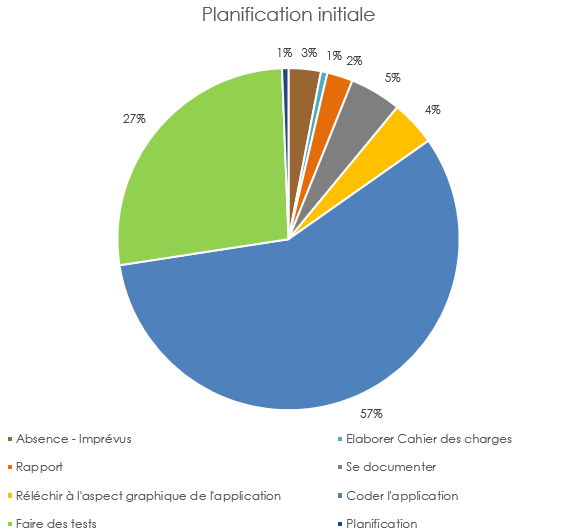 Planification initiale
1% 3% 1% 2%
5%
4%
27%
57%
Absence - Imprévus
Elaborer Cahier des charges
Rapport
Se documenter
Réléchir à l'aspect graphique de l'application
Coder l'application
Faire des tests
Planification